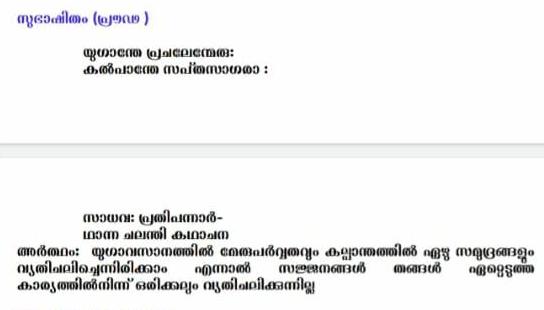 സുഭാഷിതം (പ്രൗഢ )
യുഗാന്തേ പ്രചലേന്മേരു:
കൽപാന്തേ സപ്തസാഗരാ :
സാധവ: പ്രതിപന്നാർ-
ഥാന്ന ചലന്തി കഥാചന
അർത്ഥം: യുഗാവസാനത്തിൽ മേരുപർവ്വതവും കല്പാന്തത്തിൽ ഏഴു സമുദ്രങ്ങളും
വ്യതിചലിച്ചെന്നിരിക്കാം എന്നാൽ സജ്ജനങ്ങൾ തങ്ങൾ ഏറ്റെടുത്ത
കാര്യത്തിൽനിന്ന് ഒരിക്കലും വ്യതിചലിക്കുന്നില്ല